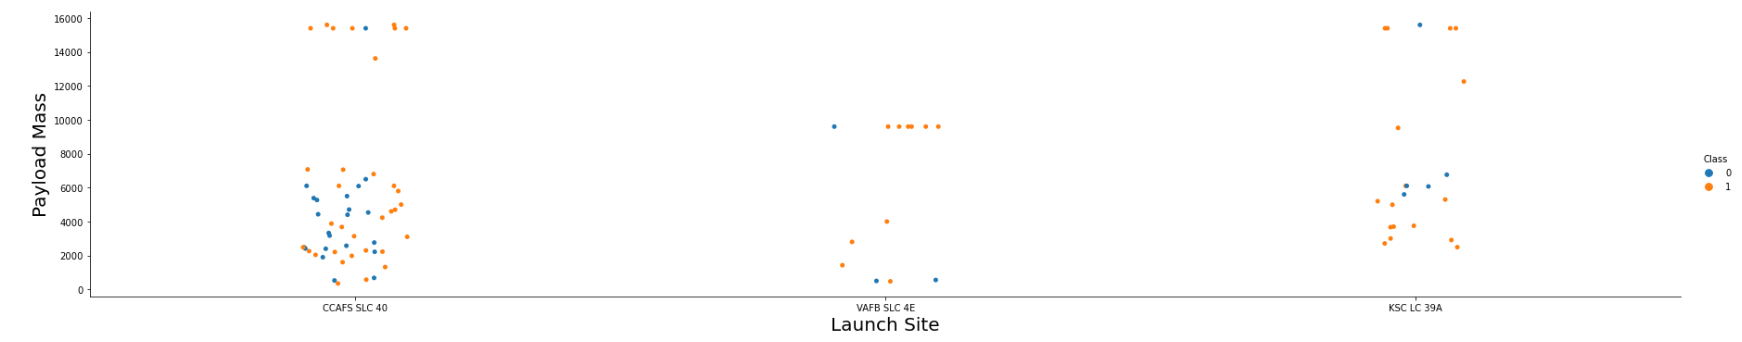 16000
14000
12000
10000
8000
6000
4000
2000
0
Payload Mass
CCAFS SLC 40
VAFB SLC 4E
KSC LC 39A
Launch Site
Class
0
1